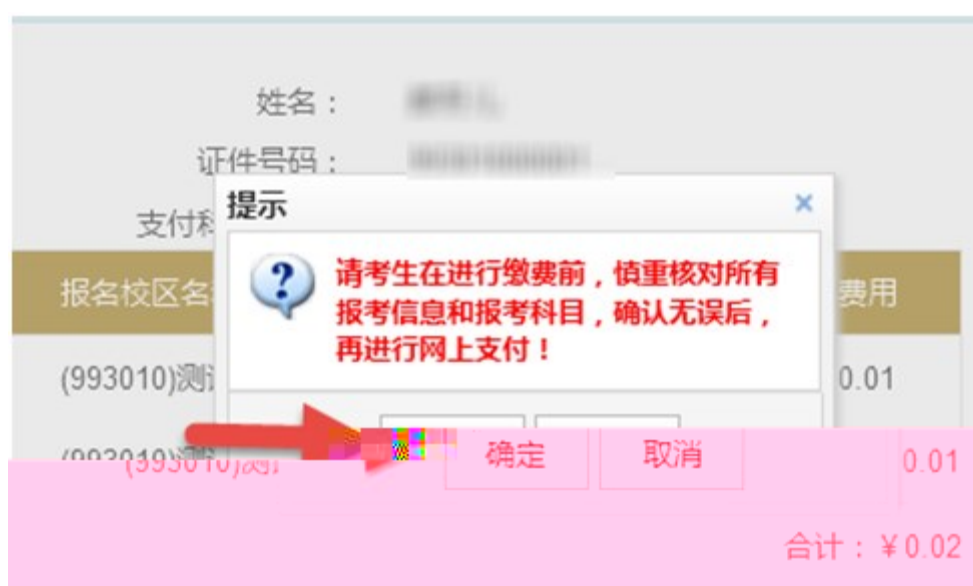 姓名：
证件号码：
支付科
提示
请考生在进行缴费前，慎重核对所有
报考信息和报考科目，确认无误后，
再进行网上支付！
报名校区名
费用
(993010)测
0.01
确定 取消
(993010)测
0.01
合计：¥0.02